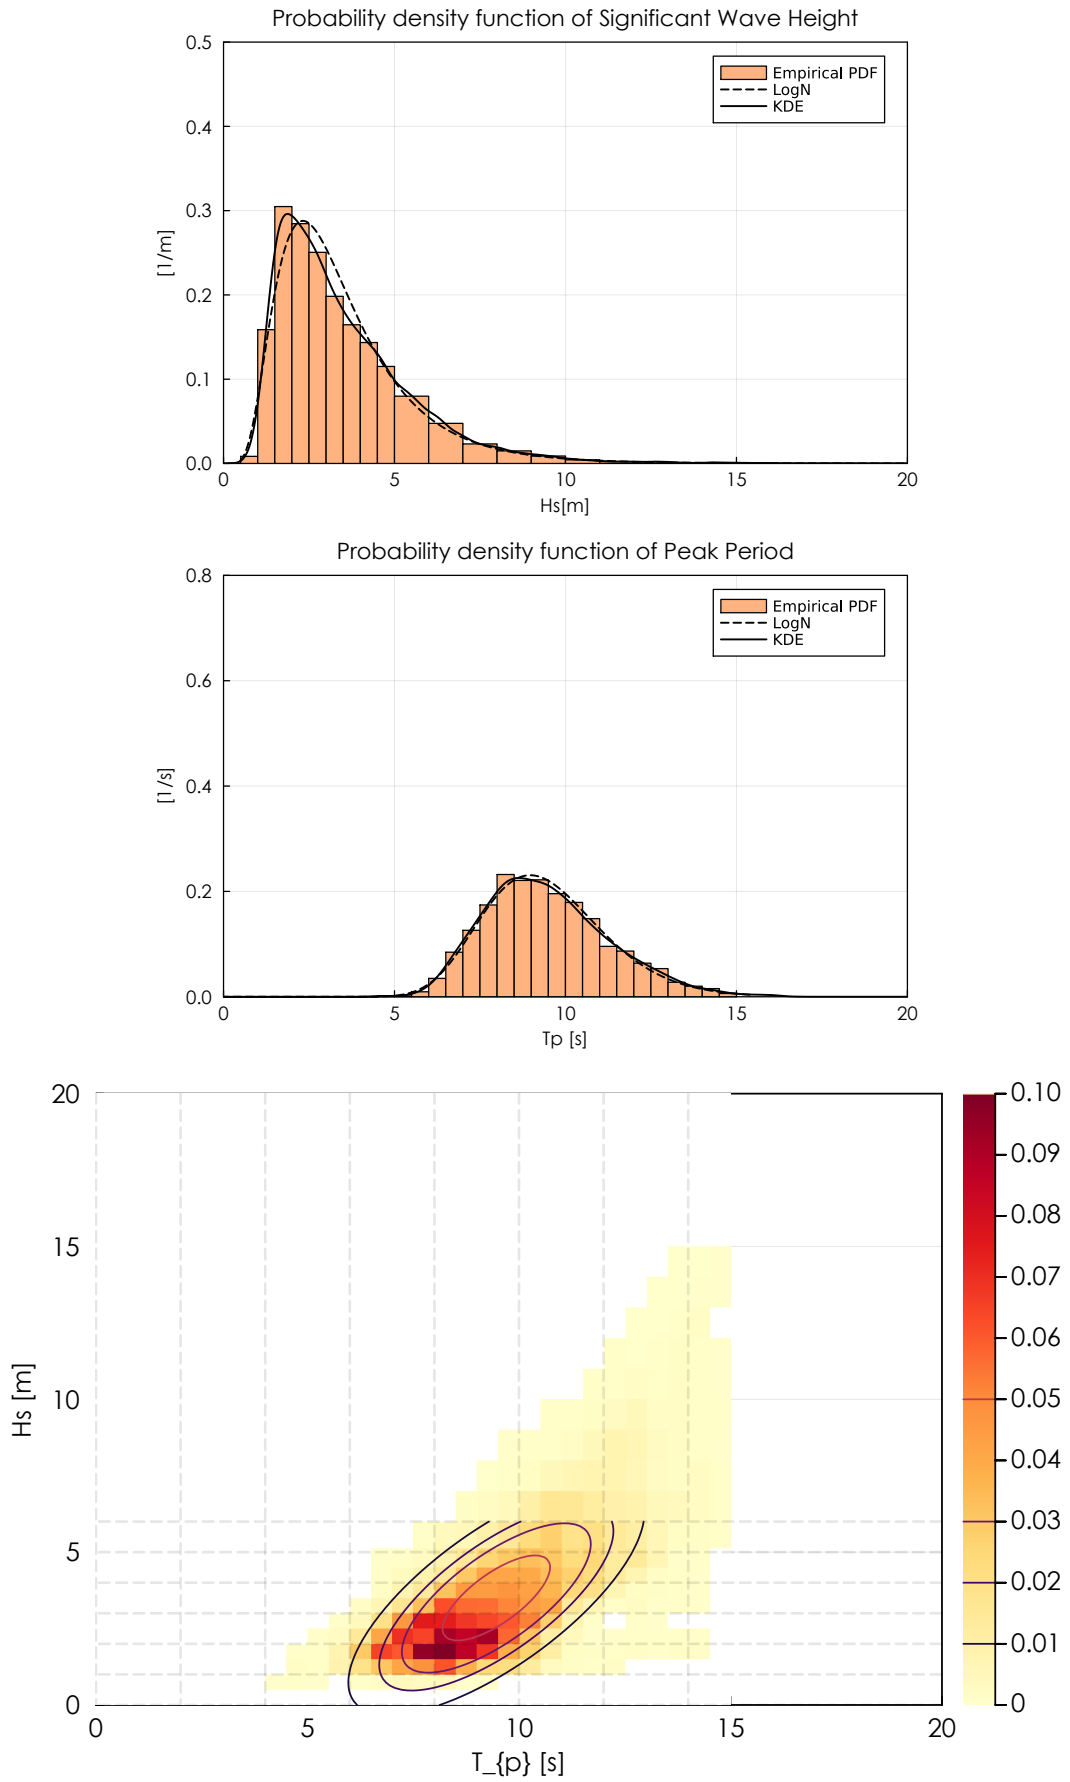 Probability density function of Significant Wave Height
0.5
0.4
0.3
0.2
0.1
0.0
[1/m]
Empirical PDF
LogN
KDE
0 5 10 15 20
Hs[m]
Probability density function of Peak Period
0.8
0.6
0.4
0.2
0.0
[1/s]
Empirical PDF
LogN
KDE
0 5 10 15 20
Tp [s]
20
15
10
5
0
Hs [m]
0 5 10 15 20
T_{p} [s]
0.10
0.09
0.08
0.07
0.06
0.05
0.04
0.03
0.02
0.01
0